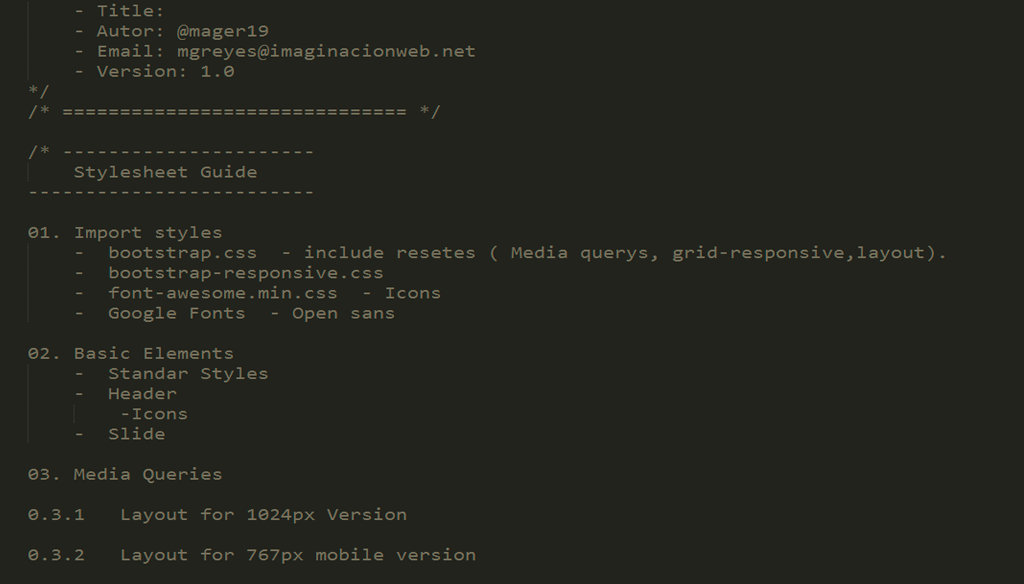 - Title:
- Autor: @mager19
- Email: mgreyes@imaginacionweb.net
- Version: 1.0
*/
/* ============================== */
/* ----------------------
Stylesheet Guide
-------------------------
01. Import styles
- bootstrap.css - include resetes ( Media querys, grid-responsive,layout).
- bootstrap-responsive.css
- font-awesome.min.css - Icons
- Google Fonts - Open sans
02. Basic Elements
- Standar Styles
- Header
-Icons
- Slide
03. Media Queries
0.3.1 Layout for 1024px Version
0.3.2 Layout for 767px mobile version